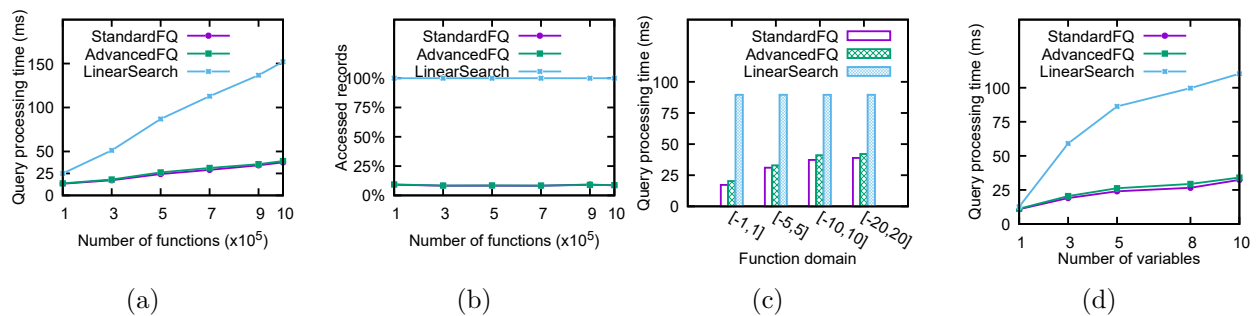 Query processing time (ms)
StandardFQ
AdvancedFQ
LinearSearch
150
100
50
25
0
1 3 5 7 9 10
Number of functions (x10^5)
(a)
Accessed records
StandardFQ
AdvancedFQ
LinearSearch
100%
75%
50%
25%
0%
1 3 5 7 9 10
Number of functions (x10^5)
(b)
Query processing time (ms)
StandardFQ
AdvancedFQ
LinearSearch
100
75
50
25
0
[-1,1] [-5,5] [-10,10] [-20,20]
Function domain
(c)
Query processing time (ms)
StandardFQ
AdvancedFQ
LinearSearch
100
75
50
25
0
1 3 5 8 10
Number of variables
(d)